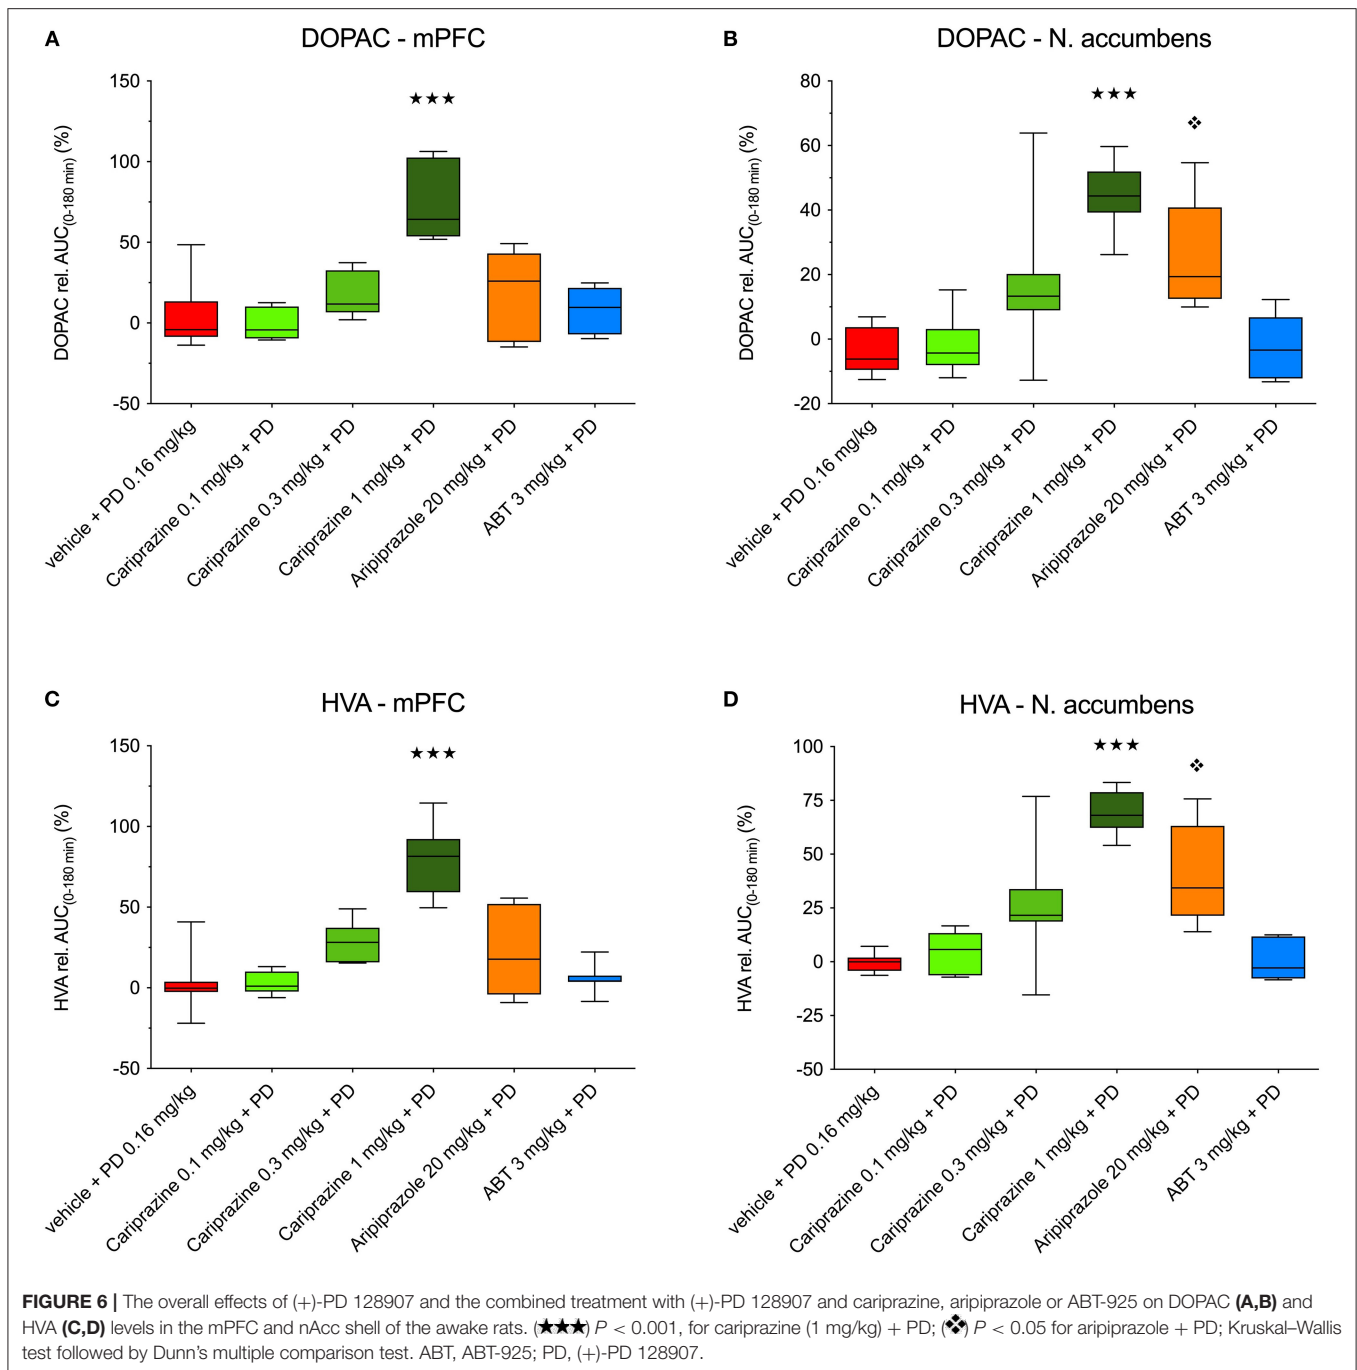 A
DOPAC - mPFC
DOPAC rel. AUC(0-180 min) (%)
150
100
50
0
-50
★★★
vehicle + PD 0.16 mg/kg
Cariprazine 0.1 mg/kg + PD
Cariprazine 0.3 mg/kg + PD
Cariprazine 1 mg/kg + PD
Aripiprazole 20 mg/kg + PD
ABT 3 mg/kg + PD
B
DOPAC - N. accumbens
DOPAC rel. AUC(0-180 min) (%)
80
60
40
20
0
-20
★★★
❖
vehicle + PD 0.16 mg/kg
Cariprazine 0.1 mg/kg + PD
Cariprazine 0.3 mg/kg + PD
Cariprazine 1 mg/kg + PD
Aripiprazole 20 mg/kg + PD
ABT 3 mg/kg + PD
C
HVA - mPFC
HVA rel. AUC(0-180 min) (%)
150
100
50
0
-50
★★★
vehicle + PD 0.16 mg/kg
Cariprazine 0.1 mg/kg + PD
Cariprazine 0.3 mg/kg + PD
Cariprazine 1 mg/kg + PD
Aripiprazole 20 mg/kg + PD
ABT 3 mg/kg + PD
D
HVA - N. accumbens
HVA rel. AUC(0-180 min) (%)
100
75
50
25
0
-25
-50
★★★
❖
vehicle + PD 0.16 mg/kg
Cariprazine 0.1 mg/kg + PD
Cariprazine 0.3 mg/kg + PD
Cariprazine 1 mg/kg + PD
Aripiprazole 20 mg/kg + PD
ABT 3 mg/kg + PD
FIGURE 6 | The overall effects of (+)-PD 128907 and the combined treatment with (+)-PD 128907 and cariprazine, aripiprazole or ABT-925 on DOPAC (A,B) and
HVA (C,D) levels in the mPFC and nAcc shell of the awake rats. (★★★) P < 0.001, for cariprazine (1 mg/kg) + PD; (❖) P < 0.05 for aripiprazole + PD; Kruskal–Wallis
test followed by Dunn's multiple comparison test. ABT, ABT-925; PD, (+)-PD 128907.